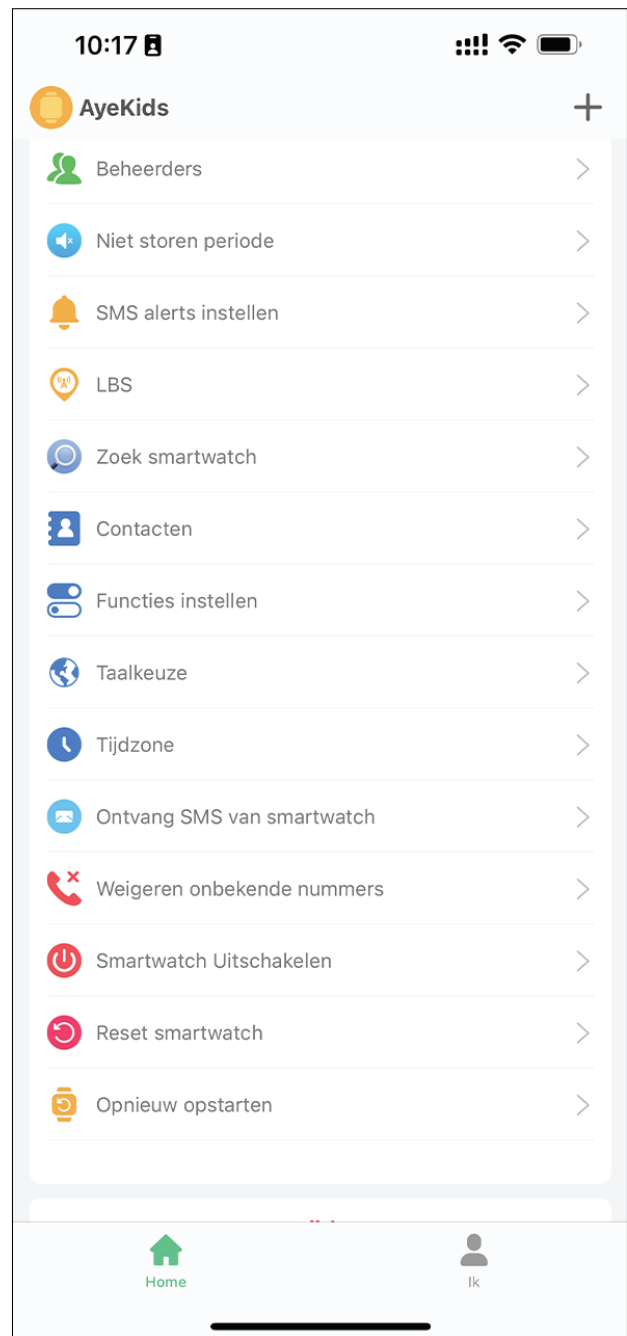 10:17
AyeKids
Beheerders
Niet storen periode
SMS alerts instellen
LBS
Zoek smartwatch
Contacten
Functies instellen
Taalkeuze
Tijdzone
Ontvang SMS van smartwatch
Weigeren onbekende nummers
Smartwatch Uitschakelen
Reset smartwatch
Opnieuw opstarten
Home
Ik